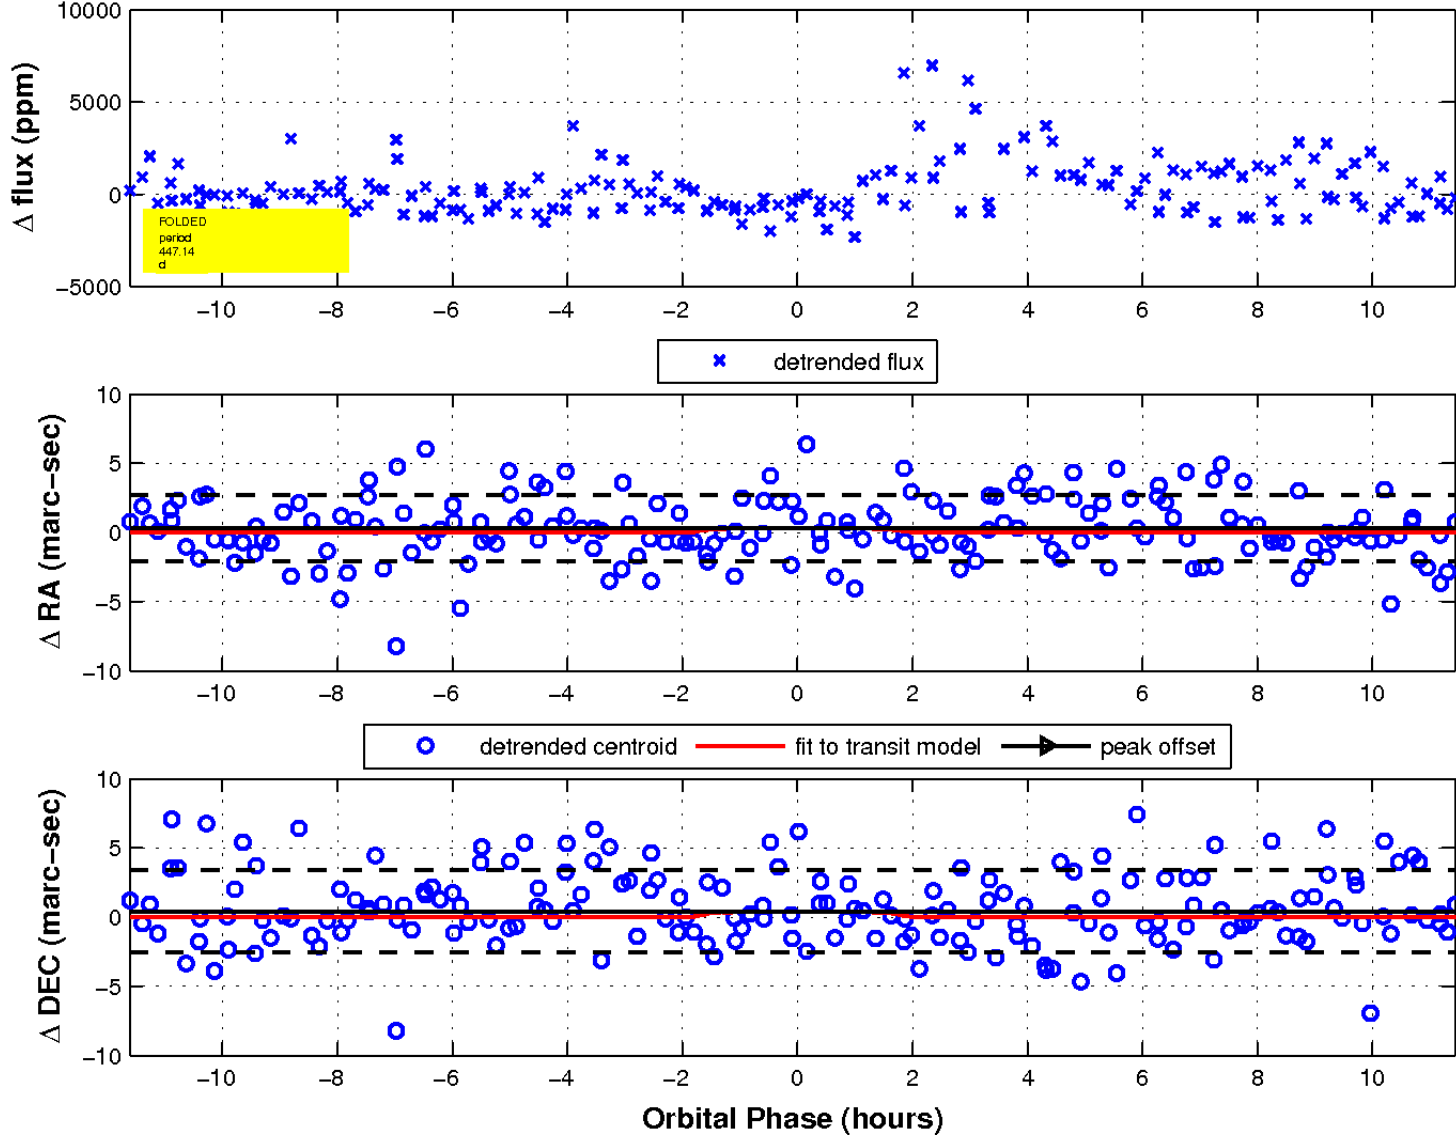 10000
5000
0
−5000
Δ flux (ppm)
FOLDED
period
447.14
d
−10 −8 −6 −4 −2 0 2 4 6 8 10
detrended flux
10
5
0
−5
−10
Δ RA (marc−sec)
−10 −8 −6 −4 −2 0 2 4 6 8 10
detrended centroid fit to transit model peak offset
10
5
0
−5
−10
Δ DEC (marc−sec)
−10 −8 −6 −4 −2 0 2 4 6 8 10
Orbital Phase (hours)